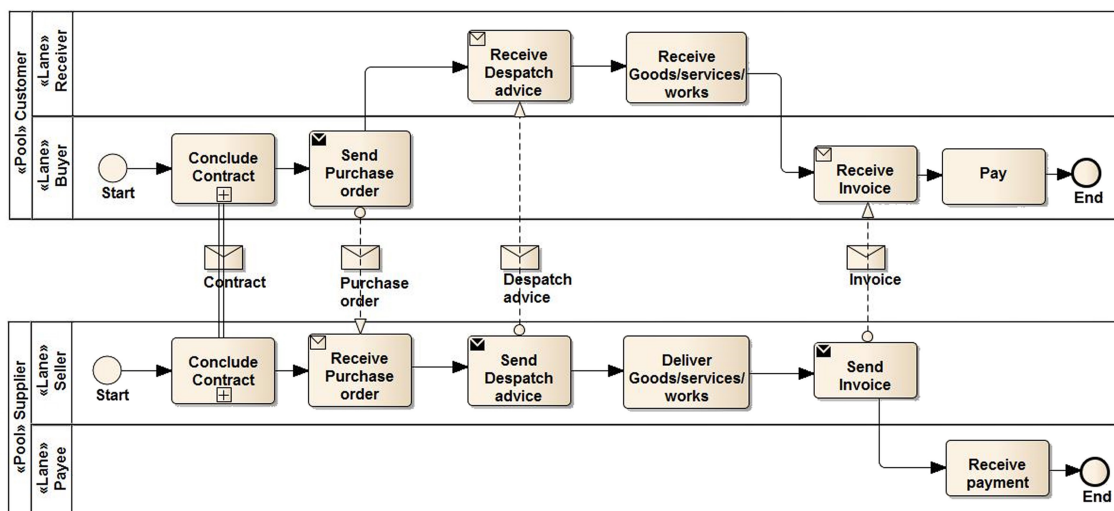 «Pool» Customer
«Lane»
Receiver
Receive
Despatch
advice
Receive
Goods/services/
works
«Lane»
Buyer
Start
Conclude
Contract
Send
Purchase
order
Receive
Invoice
Pay
End
Contract
Purchase
order
Despatch
advice
Invoice
«Pool» Supplier
«Lane»
Seller
Start
Conclude
Contract
Receive
Purchase
order
Send
Despatch
advice
Deliver
Goods/services/
works
Send
Invoice
«Lane»
Payee
Receive
payment
End